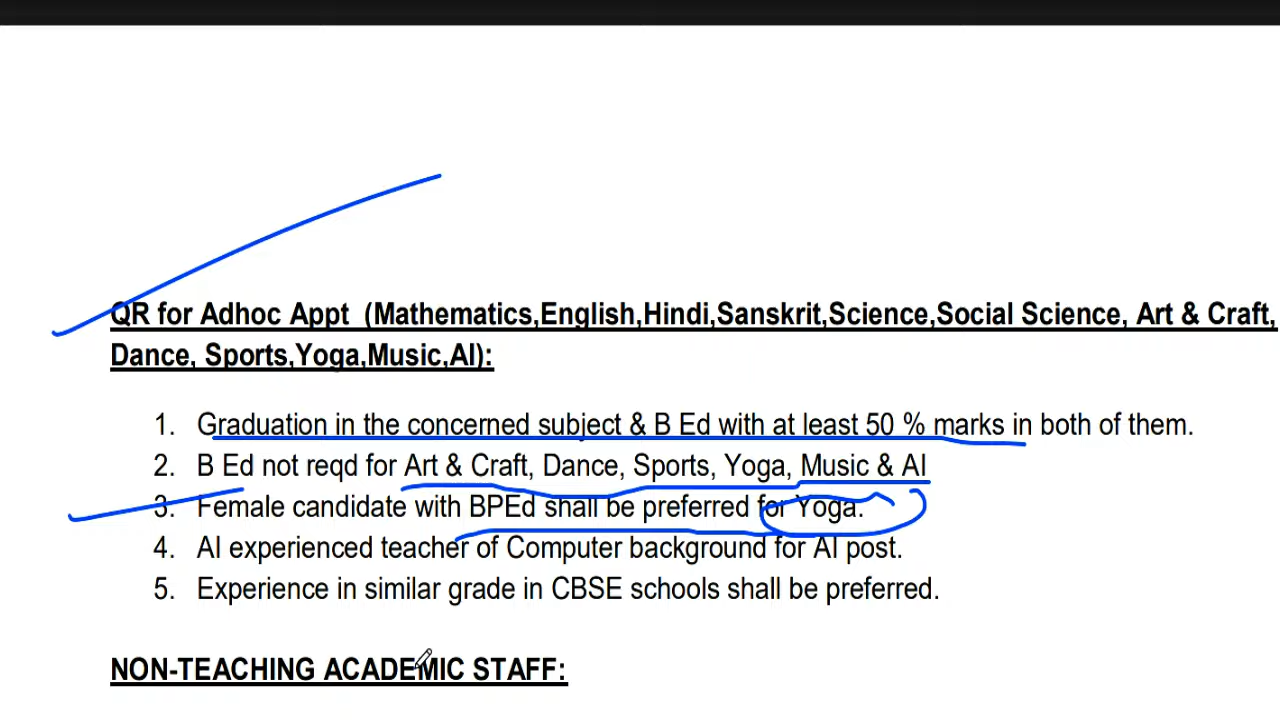 QR for Adhoc Appt (Mathematics,English,Hindi,Sanskrit,Science,Social Science, Art & Craft,
Dance, Sports,Yoga,Music,AI):
1. Graduation in the concerned subject & B Ed with at least 50 % marks in both of them.
2. B Ed not reqd for Art & Craft, Dance, Sports, Yoga, Music & AI
3. Female candidate with BPEd shall be preferred for Yoga.
4. AI experienced teacher of Computer background for AI post.
5. Experience in similar grade in CBSE schools shall be preferred.
NON-TEACHING ACADEMIC STAFF: